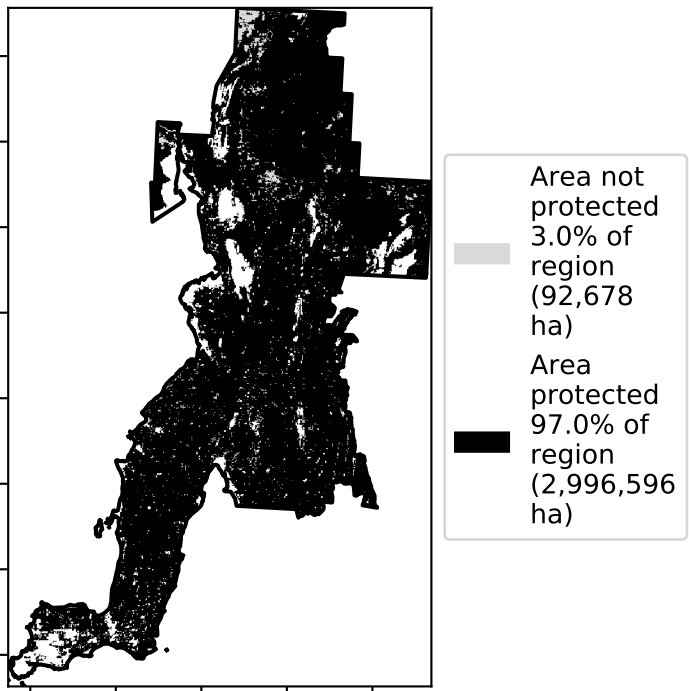 Area not
protected
3.0% of
region
(92,678
ha)
Area
protected
97.0% of
region
(2,996,596
ha)